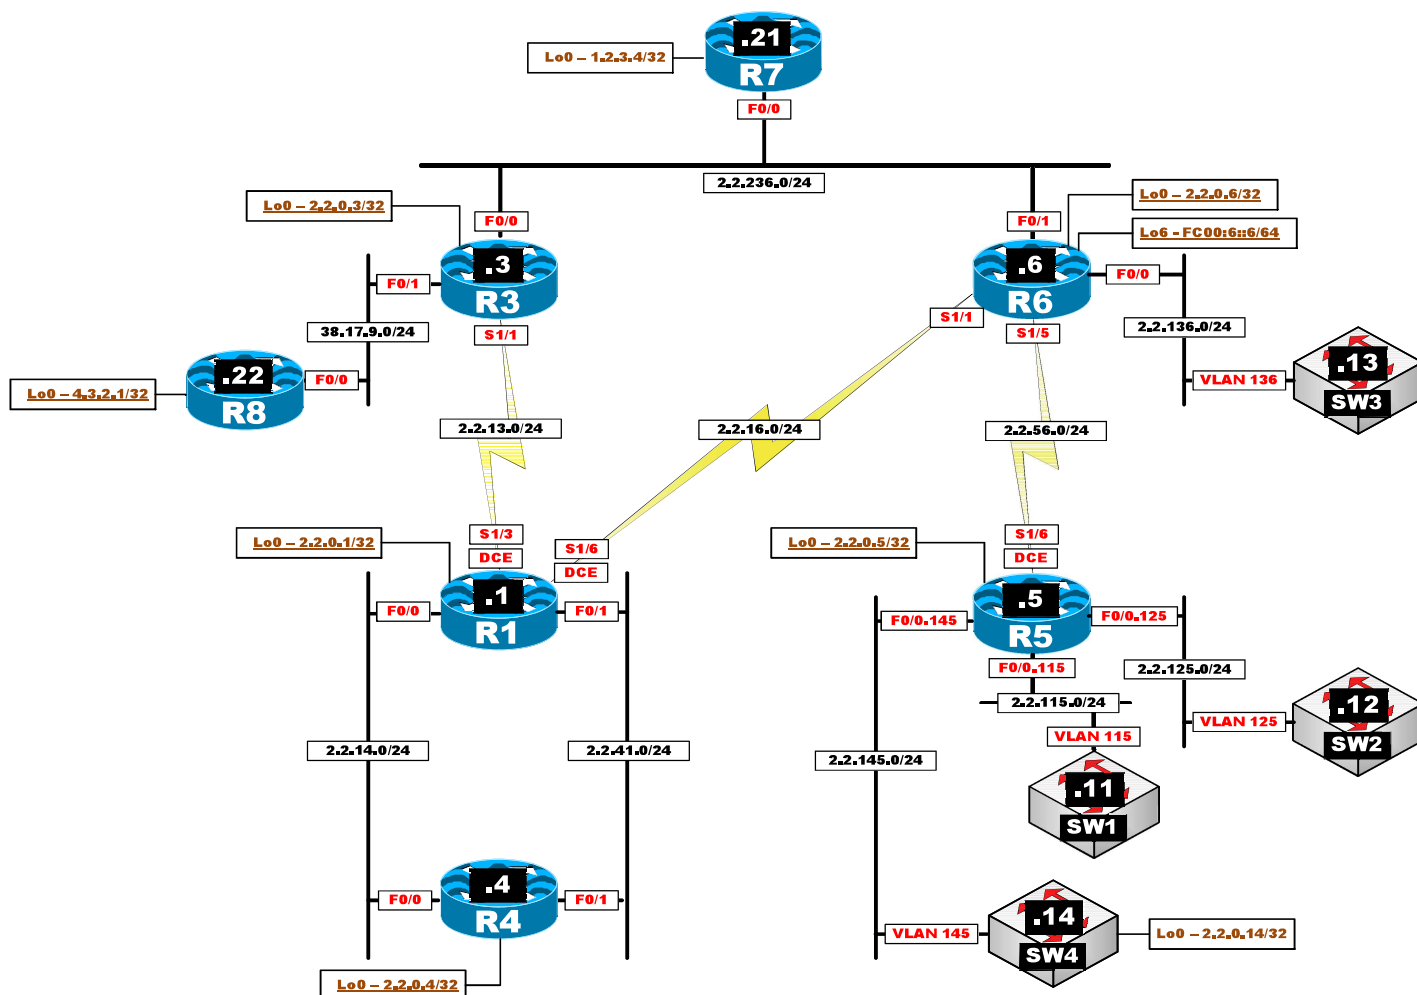 .21
Lo0 – 1.2.3.4/32
R7
F0/0
2.2.236.0/24
Lo0 – 2.2.0.3/32
Lo0 – 2.2.0.6/32
F0/0
F0/1
Lo6 - FC00:6::6/64
.3
.6
F0/1
F0/0
R3
R6
S1/1
38.17.9.0/24
S1/1
S1/5
2.2.136.0/24
.22
F0/0
.13
VLAN 136
Lo0 – 4.3.2.1/32
R8
SW3
2.2.13.0/24
2.2.16.0/24
2.2.56.0/24
Lo0 – 2.2.0.1/32
S1/3
DCE
S1/6
DCE
Lo0 – 2.2.0.5/32
S1/6
DCE
.1
.5
F0/0
F0/1
F0/0.145
F0/0.125
R1
R5
F0/0.115
2.2.125.0/24
2.2.115.0/24
.12
VLAN 125
VLAN 115
SW2
2.2.14.0/24
2.2.41.0/24
2.2.145.0/24
.11
SW1
.4
F0/0
F0/1
R4
.14
VLAN 145
Lo0 – 2.2.0.14/32
SW4
Lo0 – 2.2.0.4/32